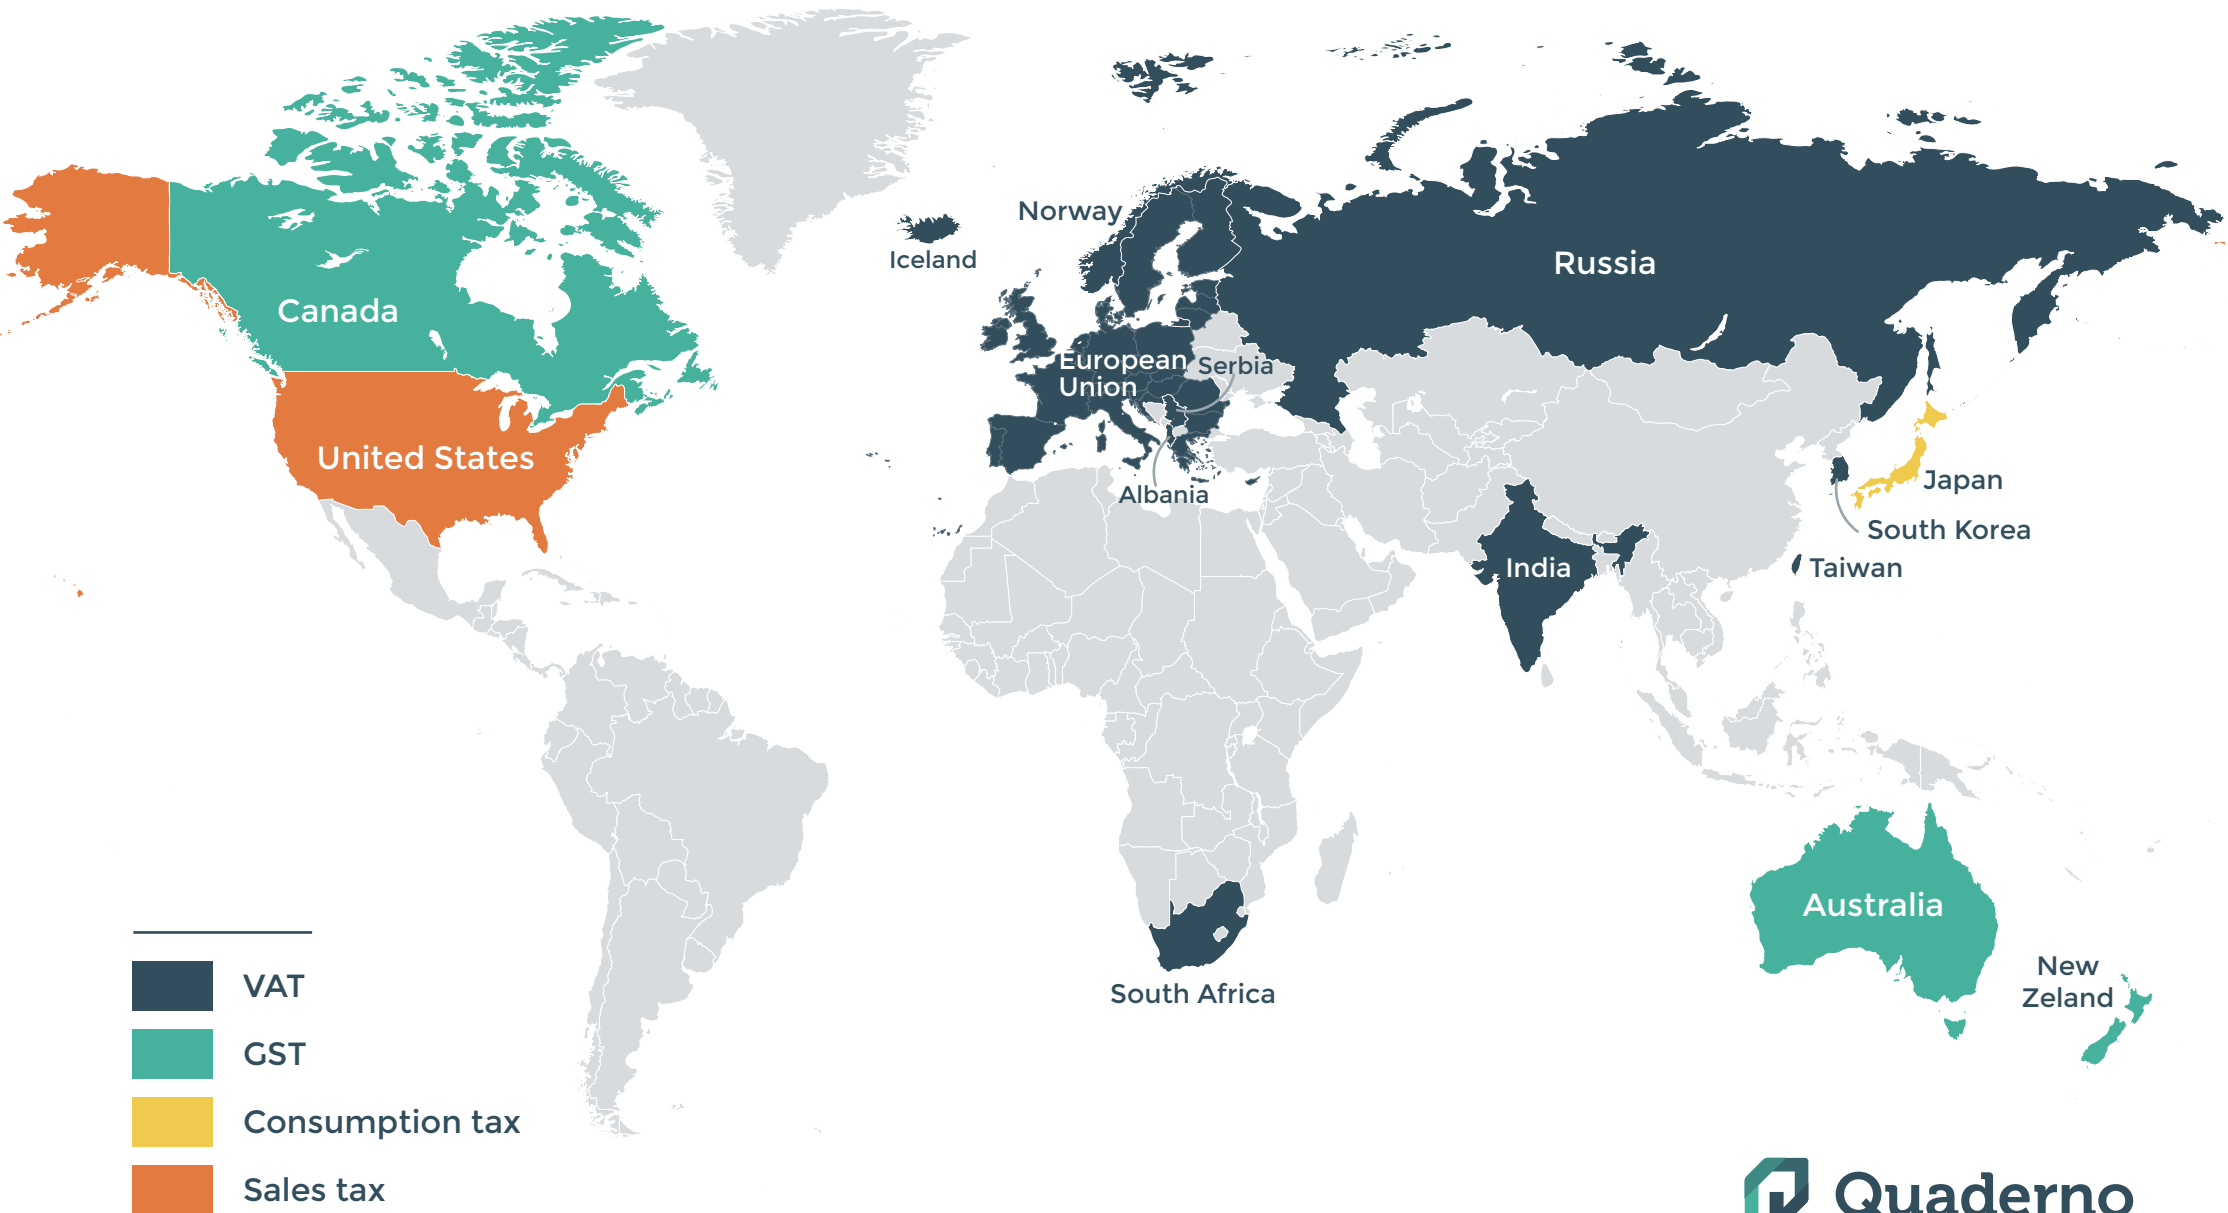 Norway
Iceland
Russia
Canada
European
Union
Serbia
United States
Albania
Japan
South Korea
India
Taiwan
Australia
New
Zeland
South Africa
VAT
GST
Consumption tax
Sales tax
Quaderno